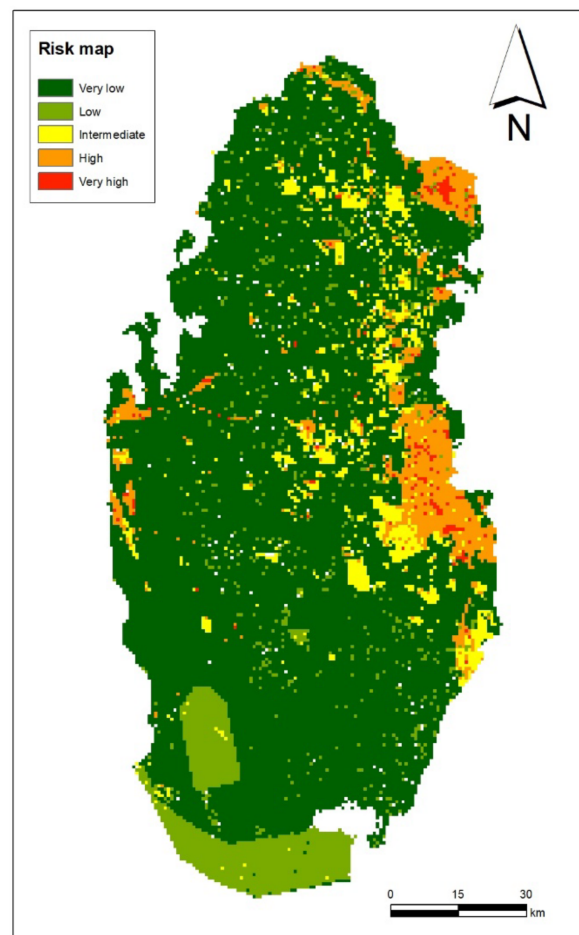 Risk map
Very low
Low
Intermediate
High
Very high
N
0 15 30
km